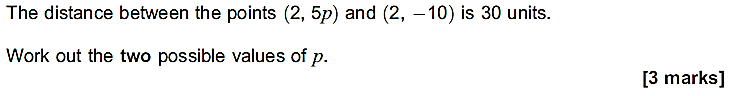 The distance between the points (2, 5p) and (2, −10) is 30 units.
Work out the two possible values of p.
[3 marks]